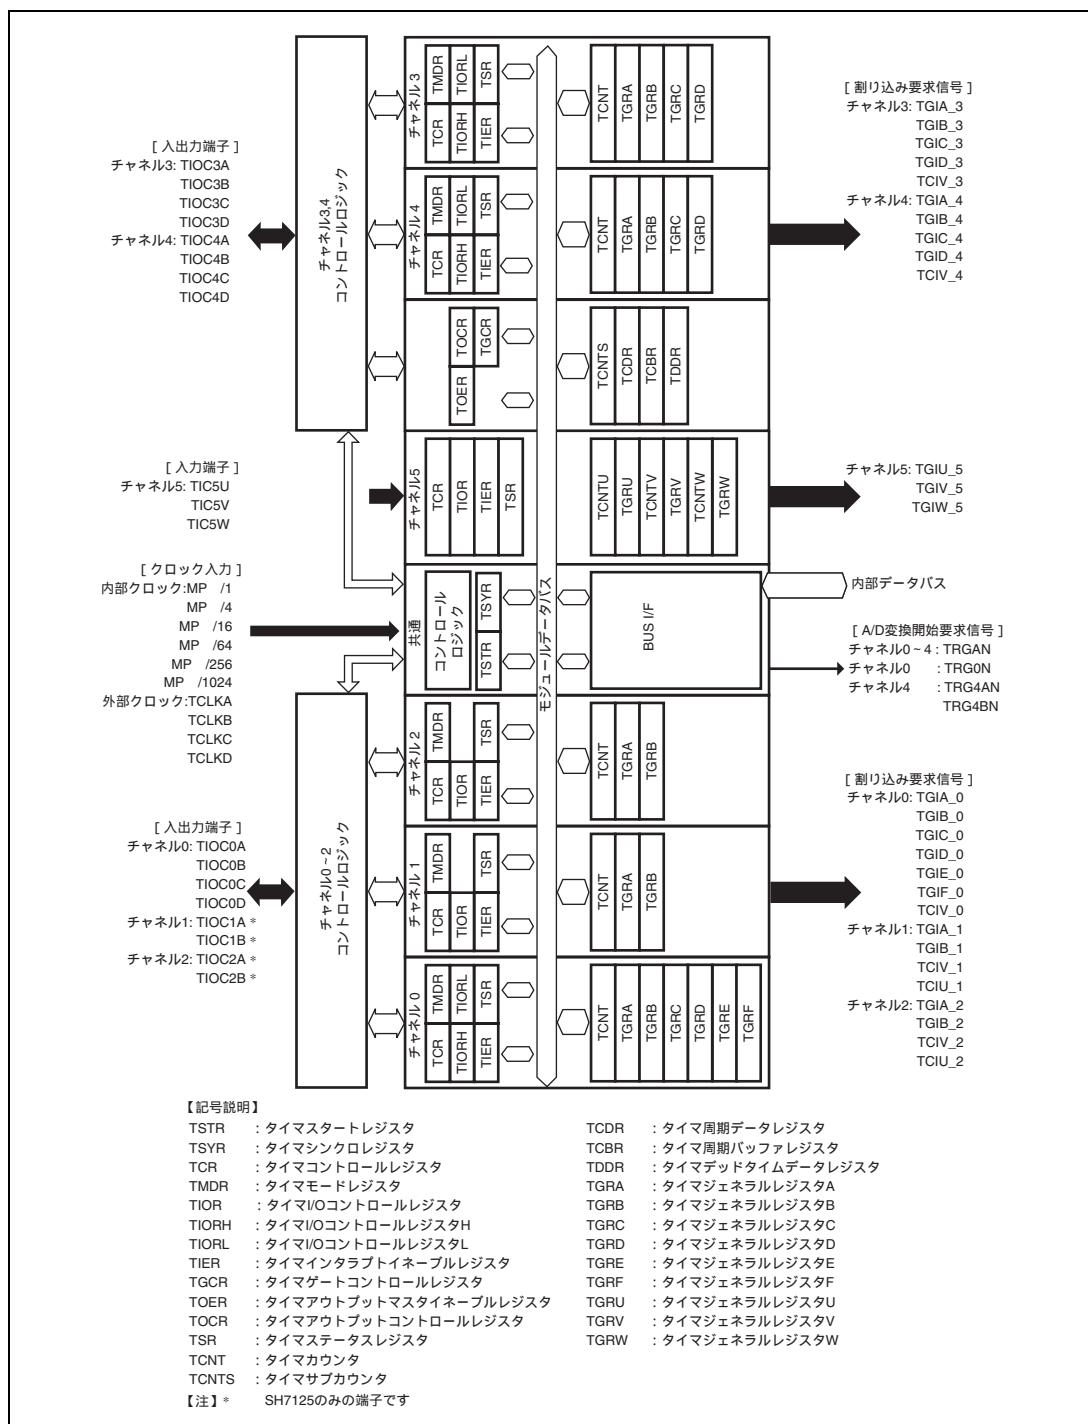 [ 入出力端子 ]
チャネル3: TIOC3A
TIOC3B
TIOC3C
TIOC3D
チャネル4: TIOC4A
TIOC4B
TIOC4C
TIOC4D
[ 入力端子 ]
チャネル5: TIC5U
TIC5V
TIC5W
[ クロック入力 ]
内部クロック:MP /1
MP /4
MP /16
MP /64
MP /256
MP /1024
外部クロック:TCLKA
TCLKB
TCLKC
TCLKD
[ 入出力端子 ]
チャネル0: TIOC0A
TIOC0B
TIOC0C
TIOC0D
チャネル1: TIOC1A *
TIOC1B *
チャネル2: TIOC2A *
TIOC2B *
チャネル3,4
コントロールロジック
チャネル0~2
コントロールロジック
チャネル3
TCR TMDR
TIORH TIORL
TIER TSR
TCNT
TGRA
TGRB
TGRC
TGRD
チャネル4
TCR TMDR
TIORH TIORL
TIER TSR
TCNT
TGRA
TGRB
TGRC
TGRD
TOER TOCR
TGCR
TCNTS
TCDR
TCBR
TDDR
チャネル5
TCR
TIOR
TIER
TSR
TCNTU
TGRU
TCNTV
TGRV
TCNTW
TGRW
共通
コントロール
ロジック
TSTR TSYR
モジュールデータバス
BUS I/F
チャネル2
TCR TMDR
TIOR
TIER TSR
TCNT
TGRA
TGRB
チャネル1
TCR TMDR
TIOR
TIER TSR
TCNT
TGRA
TGRB
チャネル0
TCR TMDR
TIORH TIORL
TIER TSR
TCNT
TGRA
TGRB
TGRC
TGRD
TGRE
TGRF
[ 割り込み要求信号 ]
チャネル3: TGIA_3
TGIB_3
TGIC_3
TGID_3
TCIV_3
チャネル4: TGIA_4
TGIB_4
TGIC_4
TGID_4
TCIV_4
チャネル5: TGIU_5
TGIV_5
TGIW_5
内部データバス
[ A/D変換開始要求信号 ]
チャネル0~4 : TRGAN
チャネル0 : TRG0N
チャネル4 : TRG4AN
TRG4BN
[ 割り込み要求信号 ]
チャネル0: TGIA_0
TGIB_0
TGIC_0
TGID_0
TGIE_0
TGIF_0
TCIV_0
チャネル1: TGIA_1
TGIB_1
TCIV_1
TCIU_1
チャネル2: TGIA_2
TGIB_2
TCIV_2
TCIU_2
【記号説明】
TSTR : タイマスタートレジスタ
TSYR : タイマシンクロレジスタ
TCR : タイマコントロールレジスタ
TMDR : タイマモードレジスタ
TIOR : タイマI/Oコントロールレジスタ
TIORH : タイマI/OコントロールレジスタH
TIORL : タイマI/OコントロールレジスタL
TIER : タイマインタラプトイネーブルレジスタ
TGCR : タイマゲートコントロールレジスタ
TOER : タイマアウトプットマスタイネーブルレジスタ
TOCR : タイマアウトプットコントロールレジスタ
TSR : タイマステータスレジスタ
TCNT : タイマカウンタ
TCNTS : タイマサブカウンタ
TCDR : タイマ周期データレジスタ
TCBR : タイマ周期バッファレジスタ
TDDR : タイマデッドタイムデータレジスタ
TGRA : タイマジェネラルレジスタA
TGRB : タイマジェネラルレジスタB
TGRC : タイマジェネラルレジスタC
TGRD : タイマジェネラルレジスタD
TGRE : タイマジェネラルレジスタE
TGRF : タイマジェネラルレジスタF
TGRU : タイマジェネラルレジスタU
TGRV : タイマジェネラルレジスタV
TGRW : タイマジェネラルレジスタW
【注】* SH7125のみの端子です